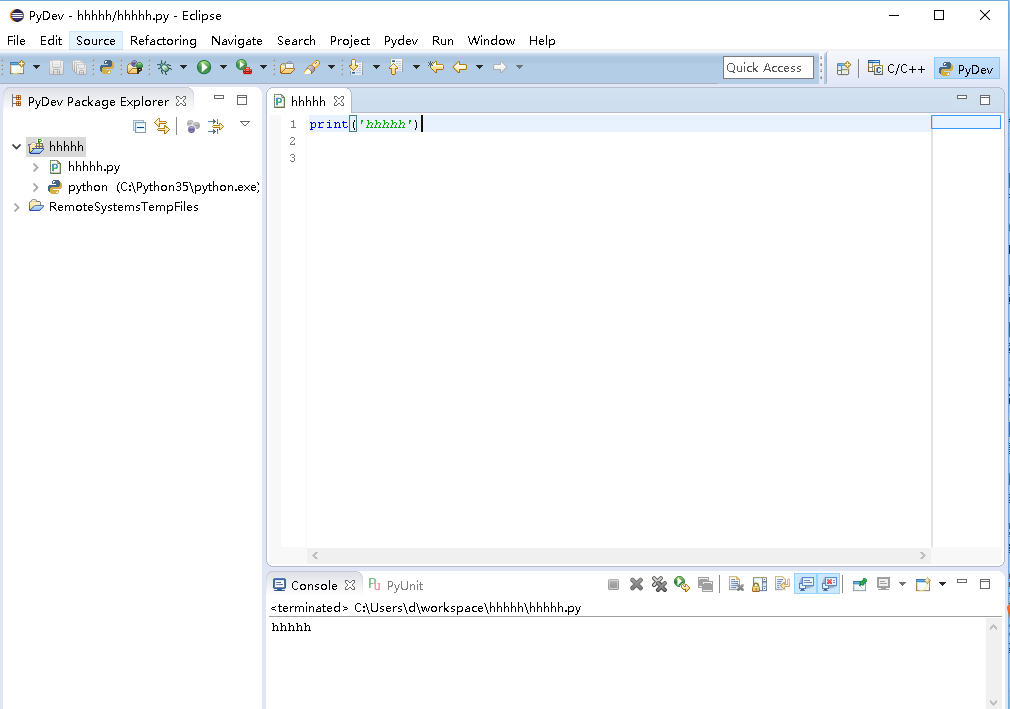 PyDev - hhhhh/hhhhh.py - Eclipse
File Edit Source Refactoring Navigate Search Project Pydev Run Window Help
Quick Access C/C++ PyDev
PyDev Package Explorer
hhhhh
hhhhh.py
python (C:\Python35\python.exe)
RemoteSystemsTempFiles
hhhhh
1 print('hhhhh')
2
3
Console PyUnit
<terminated> C:\Users\d\workspace\hhhhh\hhhhh.py
hhhhh